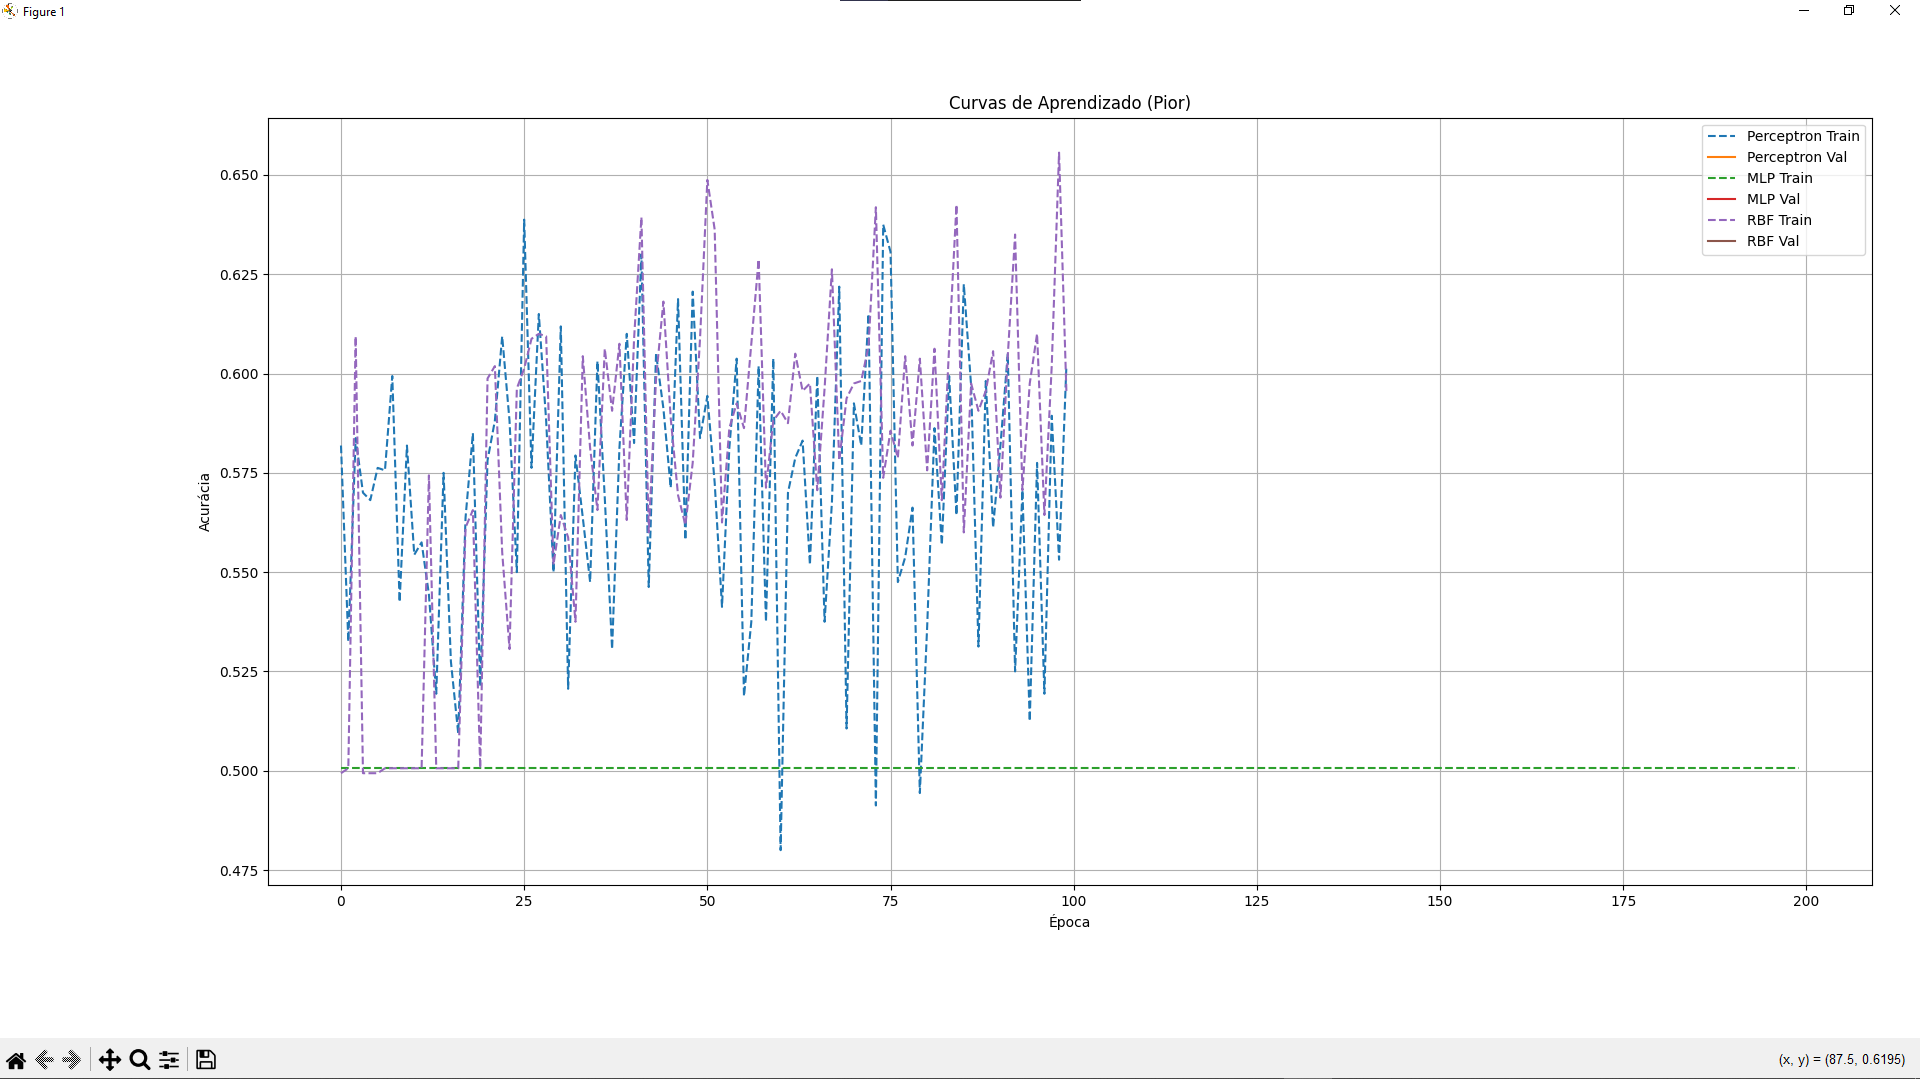 Figure 1
Curvas de Aprendizado (Pior)
Perceptron Train
Perceptron Val
MLP Train
MLP Val
RBF Train
RBF Val
Acurácia
0.650
0.625
0.600
0.575
0.550
0.525
0.500
0.475
0 25 50 75 100 125 150 175 200
Época
(x, y) = (87.5, 0.6195)